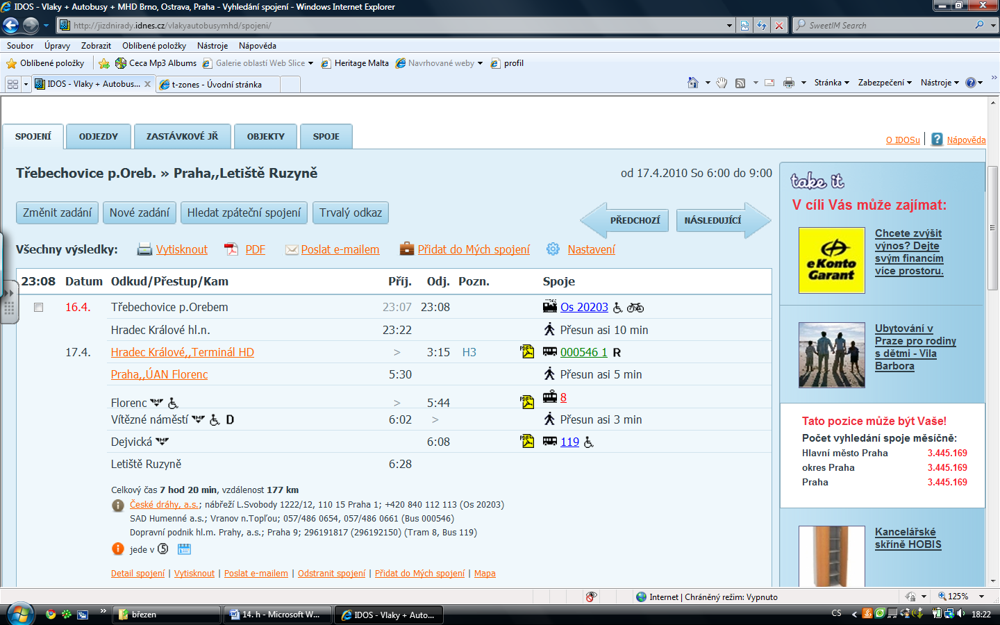 IDOS - Vlaky + Autobusy + MHD Brno, Ostrava, Praha - Vyhledání spojení - Windows Internet Explorer
http://jizdnirady.idnes.cz/vlakyautobusymhd/spojeni/
SweetIM Search
Soubor Úpravy Zobrazit Oblíbené položky Nástroje Nápověda
Oblíbené položky Ceca Mp3 Albums Galerie oblastí Web Slice Heritage Malta Navrhované weby profil
IDOS - Vlaky + Autobus... t-zones - Úvodní stránka Stránka Zabezpečení Nástroje
SPOJENÍ ODJEZDY ZASTÁVKOVÉ JŘ OBJEKTY SPOJE
O IDOSu ? Nápověda
Třebechovice p.Oreb. » Praha,,Letiště Ruzyně od 17.4.2010 So 6:00 do 9:00
Změnit zadání Nové zadání Hledat zpáteční spojení Trvalý odkaz PŘEDCHOZÍ NÁSLEDUJÍCÍ
Všechny výsledky: Vytisknout PDF Poslat e-mailem Přidat do Mých spojení Nastavení
23:08 Datum Odkud/Přestup/Kam Příj. Odj. Pozn. Spoje
16.4. Třebechovice p.Orebem 23:07 23:08 Os 20203
Hradec Králové hl.n. 23:22 Přesun asi 10 min
17.4. Hradec Králové,,Terminál HD > 3:15 H3 PDF 000546 1 R
Praha,,ÚAN Florenc 5:30 Přesun asi 5 min
Florenc > 5:44 PDF 8
Vítězné náměstí D 6:02 > Přesun asi 3 min
Dejvická 6:08 PDF 119
Letiště Ruzyně 6:28
Celkový čas 7 hod 20 min, vzdálenost 177 km
České dráhy, a.s.; nábřeží L.Svobody 1222/12, 110 15 Praha 1; +420 840 112 113 (Os 20203)
SAD Humenné a.s.; Vranov n.Topľou; 057/486 0654, 057/486 0661 (Bus 000546)
Dopravní podnik hl.m. Prahy, a.s.; Praha 9; 296191817 (296192150) (Tram 8, Bus 119)
jede v 5
Detail spojení | Vytisknout | Poslat e-mailem | Odstranit spojení | Přidat do Mých spojení | Mapa
take it
V cíli Vás může zajímat:
eKonto
Garant
Chcete zvýšit
výnos? Dejte
svým financím
více prostoru.
Ubytování v
Praze pro rodiny
s dětmi - Vila
Barbora
Tato pozice může být Vaše!
Počet vyhledání spoje měsíčně:
Hlavní město Praha 3.445.169
okres Praha 3.445.169
Praha 3.445.169
Kancelářské
skříně HOBIS
Internet | Chráněný režim: Vypnuto 125%
březen 14. h - Microsoft W... IDOS - Vlaky + Auto... CS 18:22